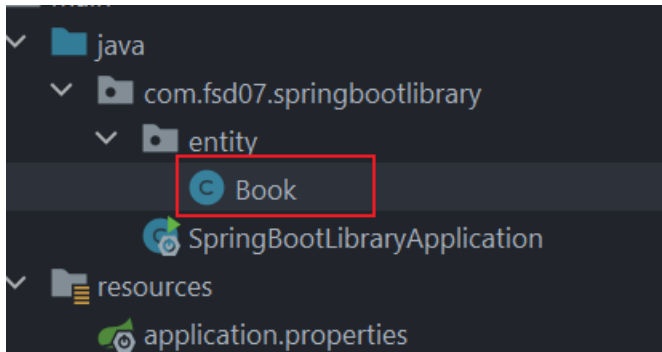 java
com.fsd07.springbootlibrary
entity
C Book
SpringBootLibraryApplication
resources
application.properties